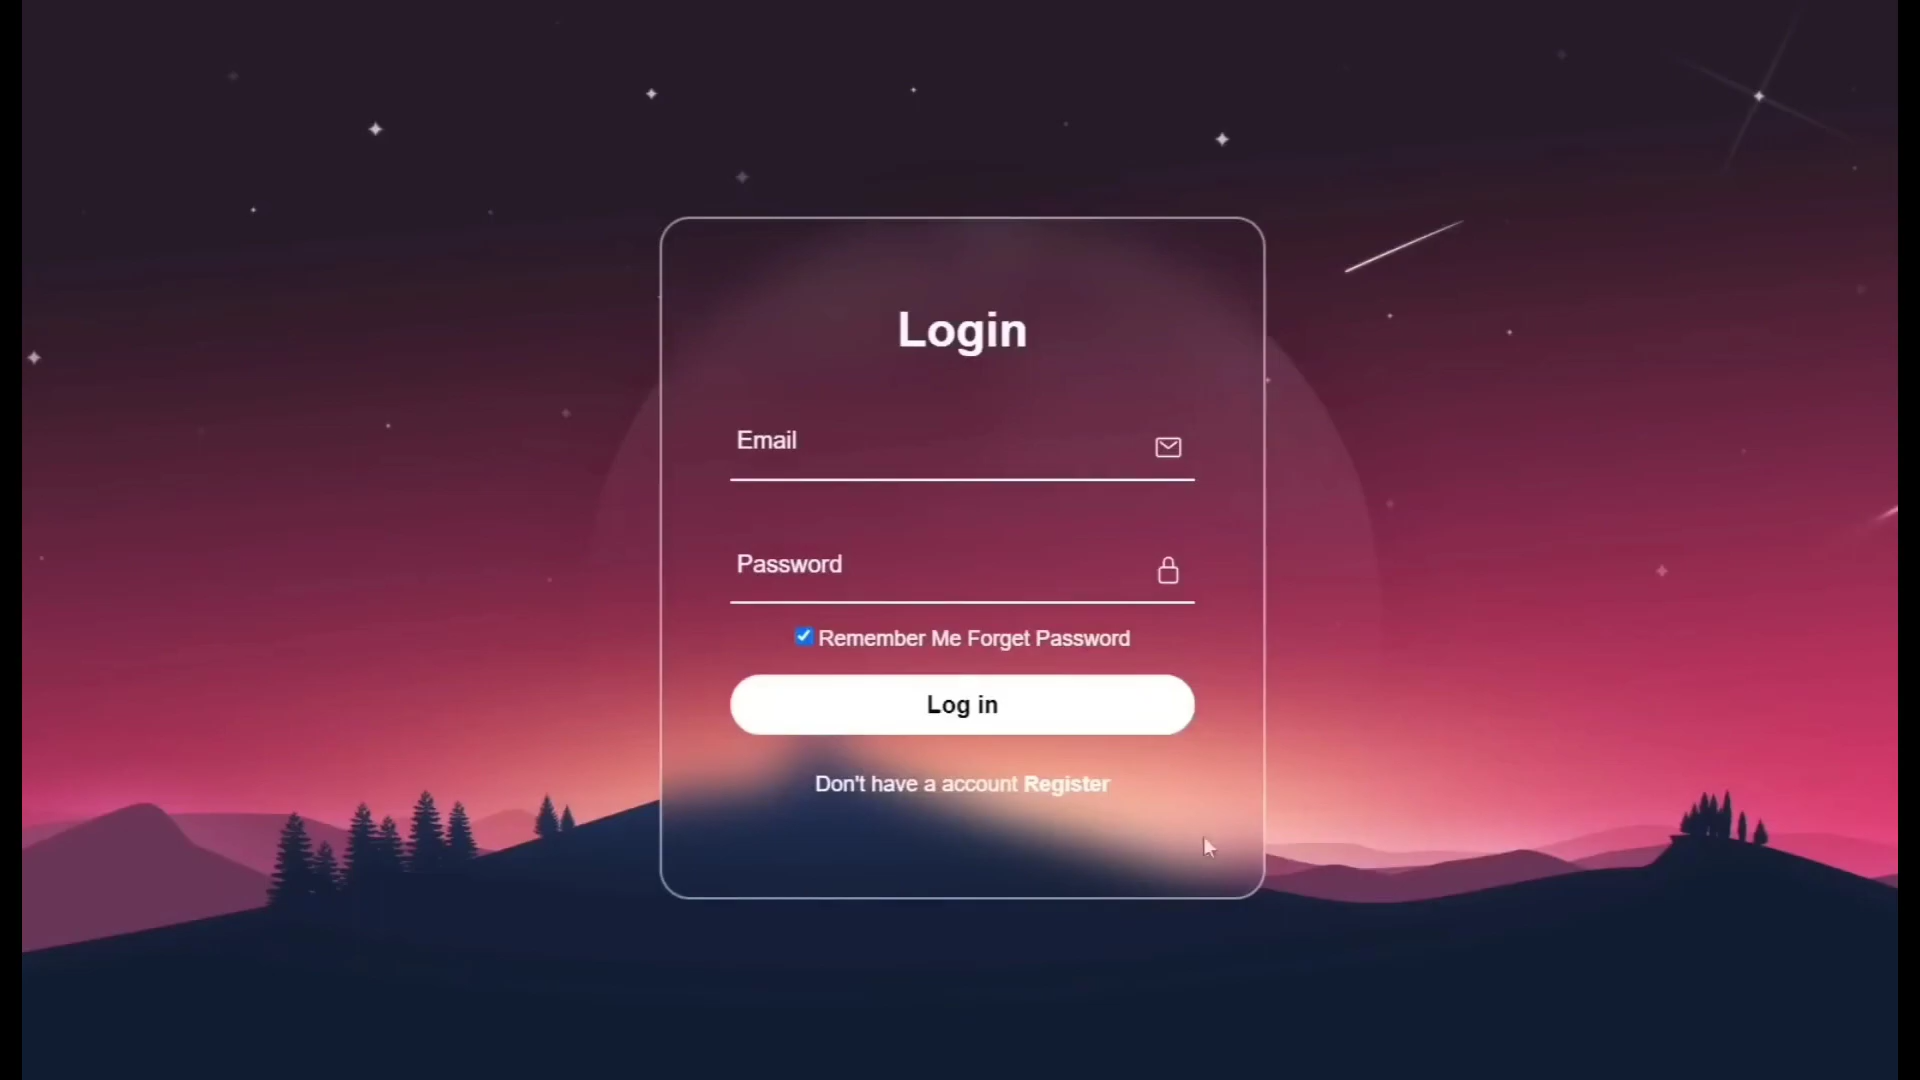 Login
Email
Password
Remember Me Forget Password
Log in
Don't have a account Register